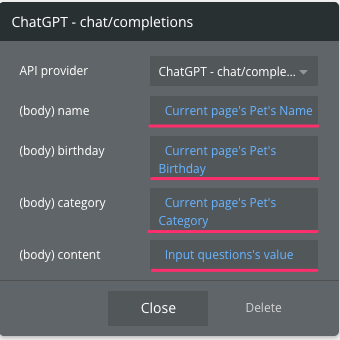 ChatGPT - chat/completions
API provider
ChatGPT - chat/comple...
(body) name
Current page's Pet's Name
(body) birthday
Current page's Pet's
Birthday
(body) category
Current page's Pet's
Category
(body) content
Input questions's value
Close
Delete